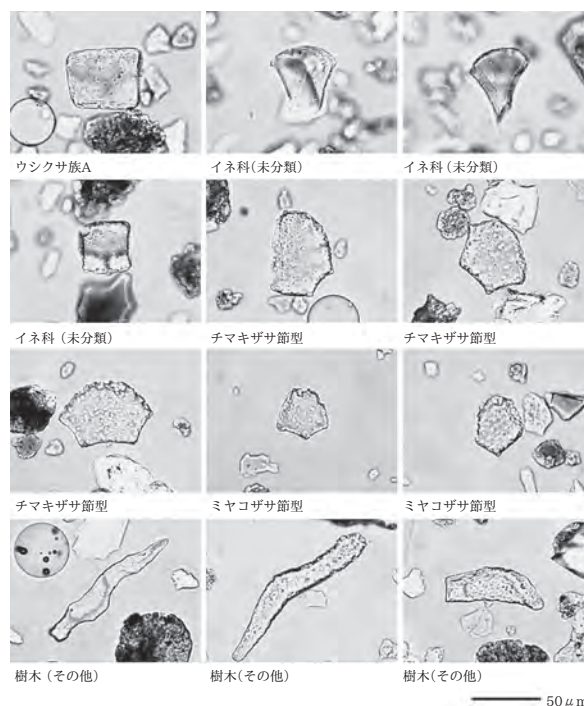 ウシクサ族A
イネ科(未分類)
イネ科(未分類)
イネ科 (未分類)
チマキザサ節型
チマキザサ節型
チマキザサ節型
ミヤコザサ節型
ミヤコザサ節型
樹木 (その他)
樹木(その他)
樹木(その他)
50μm